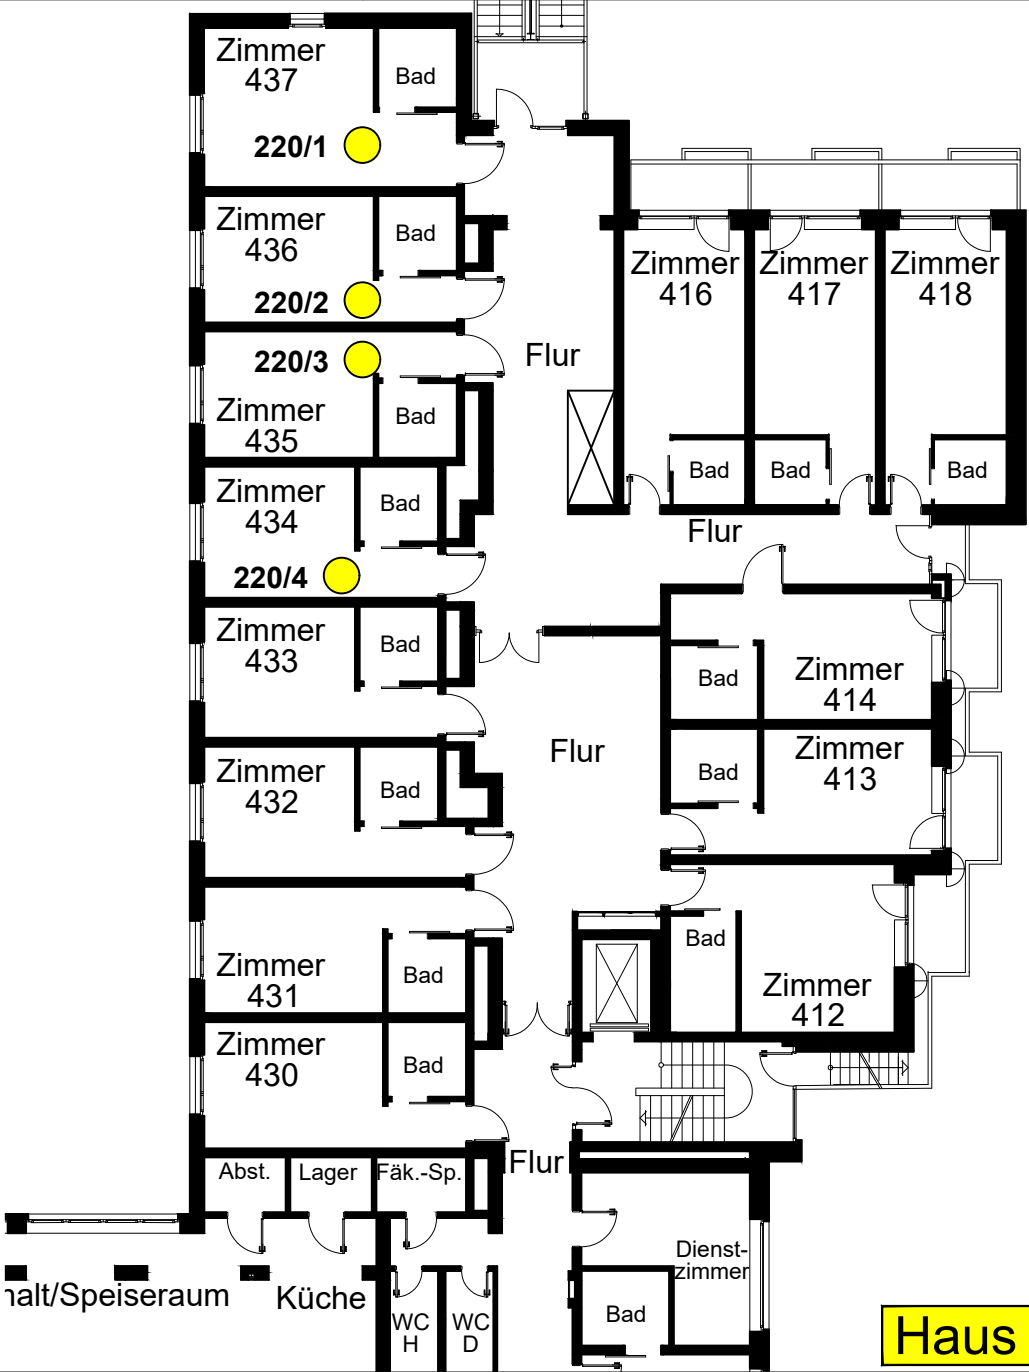 Zimmer
437
Bad
220/1
Zimmer
436
Bad
220/2
220/3
Zimmer
435
Bad
Flur
Zimmer
416
Zimmer
417
Zimmer
418
Bad
Bad
Bad
Zimmer
434
Bad
220/4
Flur
Zimmer
433
Bad
Zimmer
414
Bad
Flur
Zimmer
432
Bad
Zimmer
413
Bad
Zimmer
431
Bad
Bad
Zimmer
412
Zimmer
430
Bad
Flur
Abst.
Lager
Fäk.-Sp.
Dienst-
zimmer
Bad
halt/Speiseraum
Küche
WC
H
WC
D
Haus